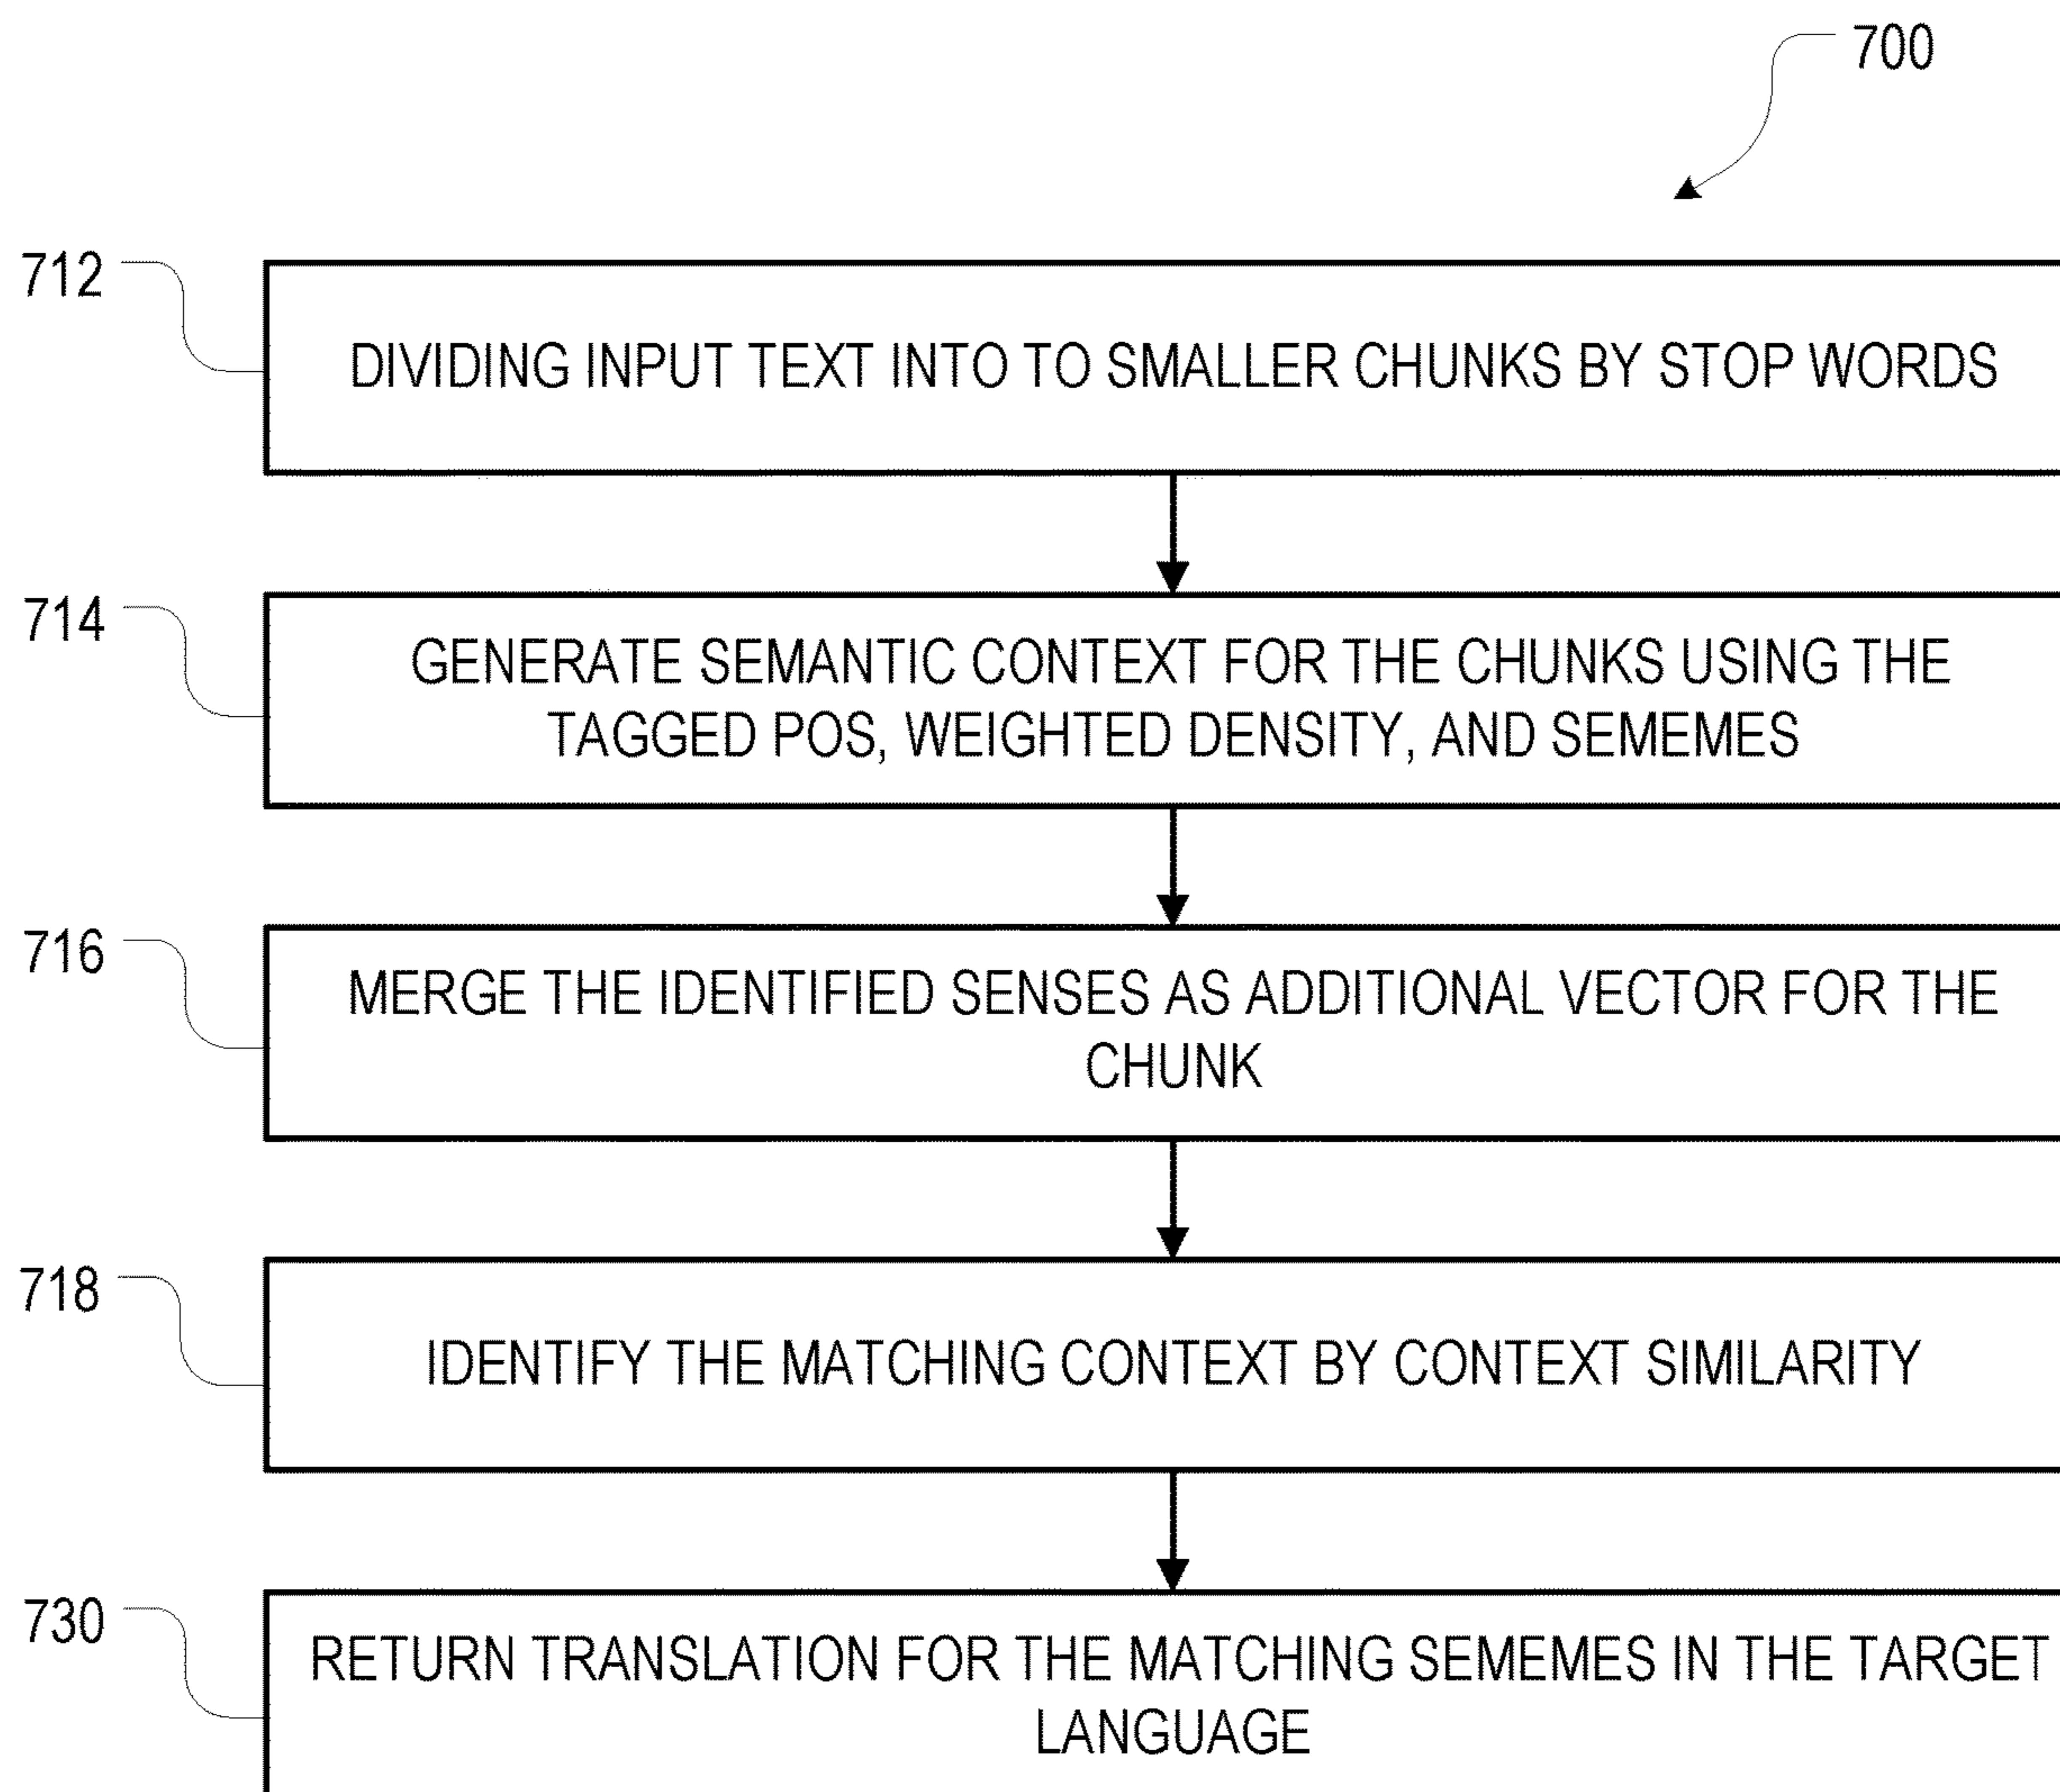 700
712
DIVIDING INPUT TEXT INTO TO SMALLER CHUNKS BY STOP WORDS
714
GENERATE SEMANTIC CONTEXT FOR THE CHUNKS USING THE
TAGGED POS, WEIGHTED DENSITY, AND SEMEMES
716
MERGE THE IDENTIFIED SENSES AS ADDITIONAL VECTOR FOR THE
CHUNK
718
IDENTIFY THE MATCHING CONTEXT BY CONTEXT SIMILARITY
730
RETURN TRANSLATION FOR THE MATCHING SEMEMES IN THE TARGET
LANGUAGE